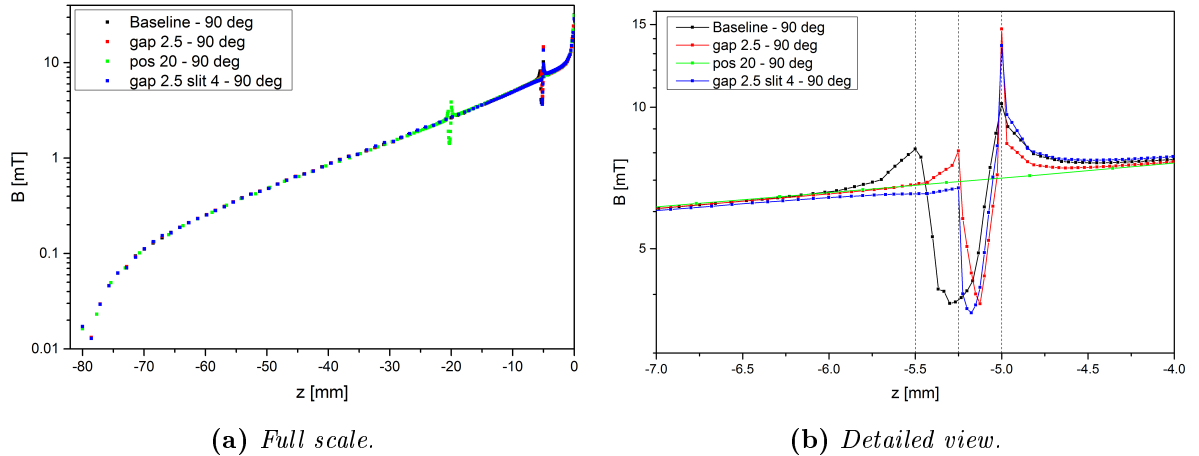 Baseline - 90 deg
gap 2.5 - 90 deg
pos 20 - 90 deg
gap 2.5 slit 4 - 90 deg
10
1
0.1
0.01
B [mT]
-80 -70 -60 -50 -40 -30 -20 -10 0
z [mm]
(a) Full scale.
Baseline - 90 deg
gap 2.5 - 90 deg
pos 20 - 90 deg
gap 2.5 slit 4 - 90 deg
15
10
5
B [mT]
-7.0 -6.5 -6.0 -5.5 -5.0 -4.5 -4.0
z [mm]
(b) Detailed view.